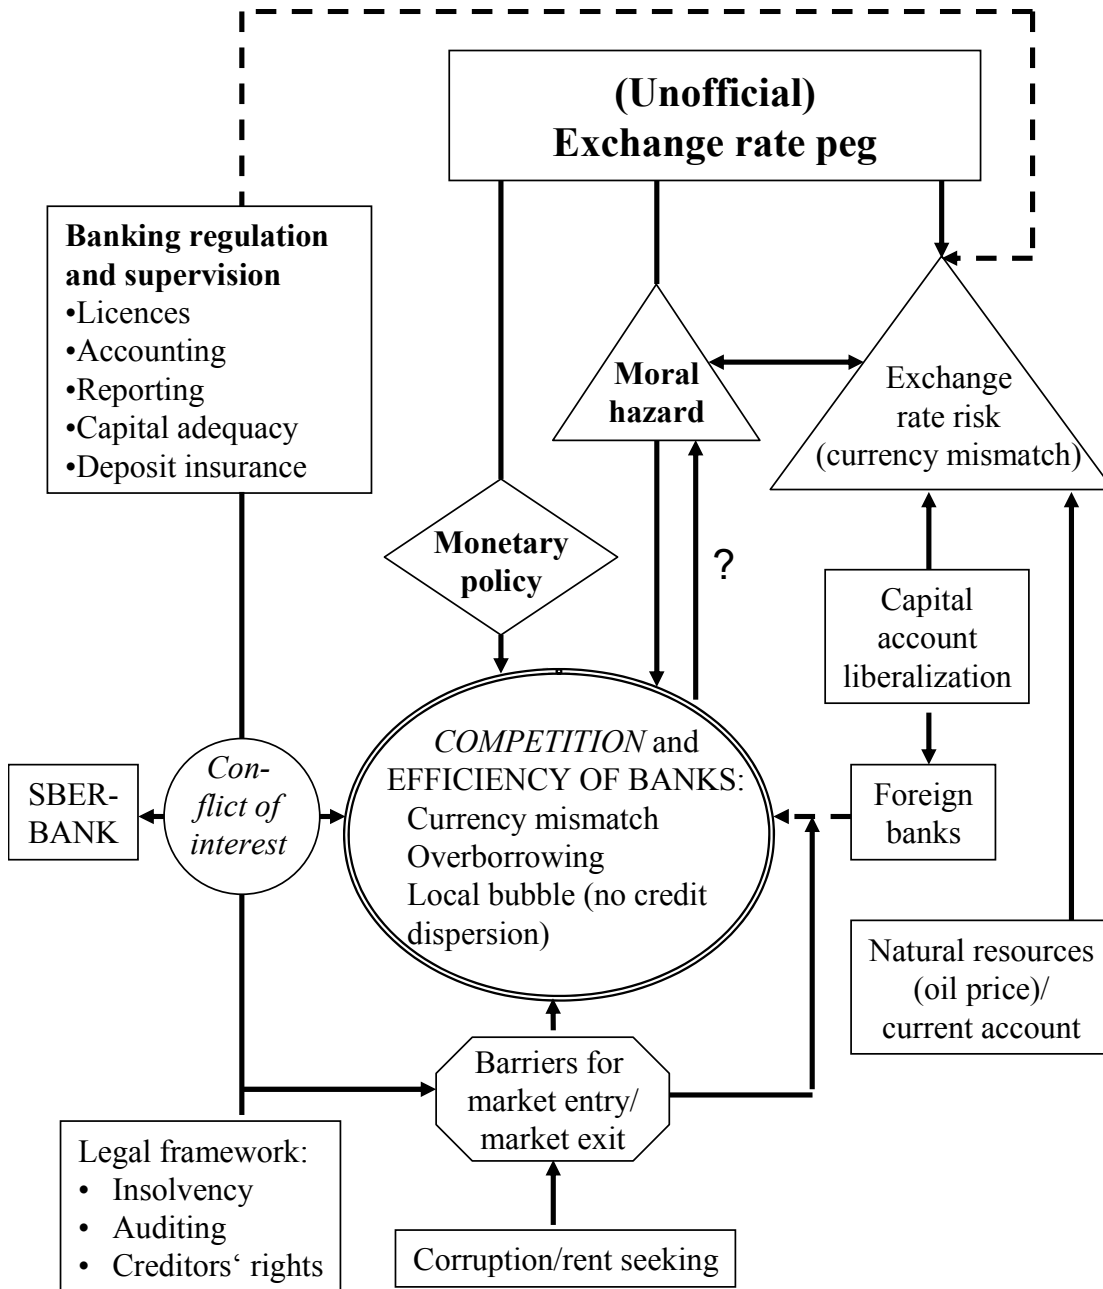 (Unofficial)
Exchange rate peg
Banking regulation
and supervision
•Licences
•Accounting
•Reporting
•Capital adequacy
•Deposit insurance
Moral
hazard
Exchange
rate risk
(currency mismatch)
Monetary
policy
?
Capital
account
liberalization
SBER-
BANK
Con-
flict of
interest
COMPETITION and
EFFICIENCY OF BANKS:
Currency mismatch
Overborrowing
Local bubble (no credit
dispersion)
Foreign
banks
Natural resources
(oil price)/
current account
Barriers for
market entry/
market exit
Legal framework:
• Insolvency
• Auditing
• Creditors‘ rights
Corruption/rent seeking